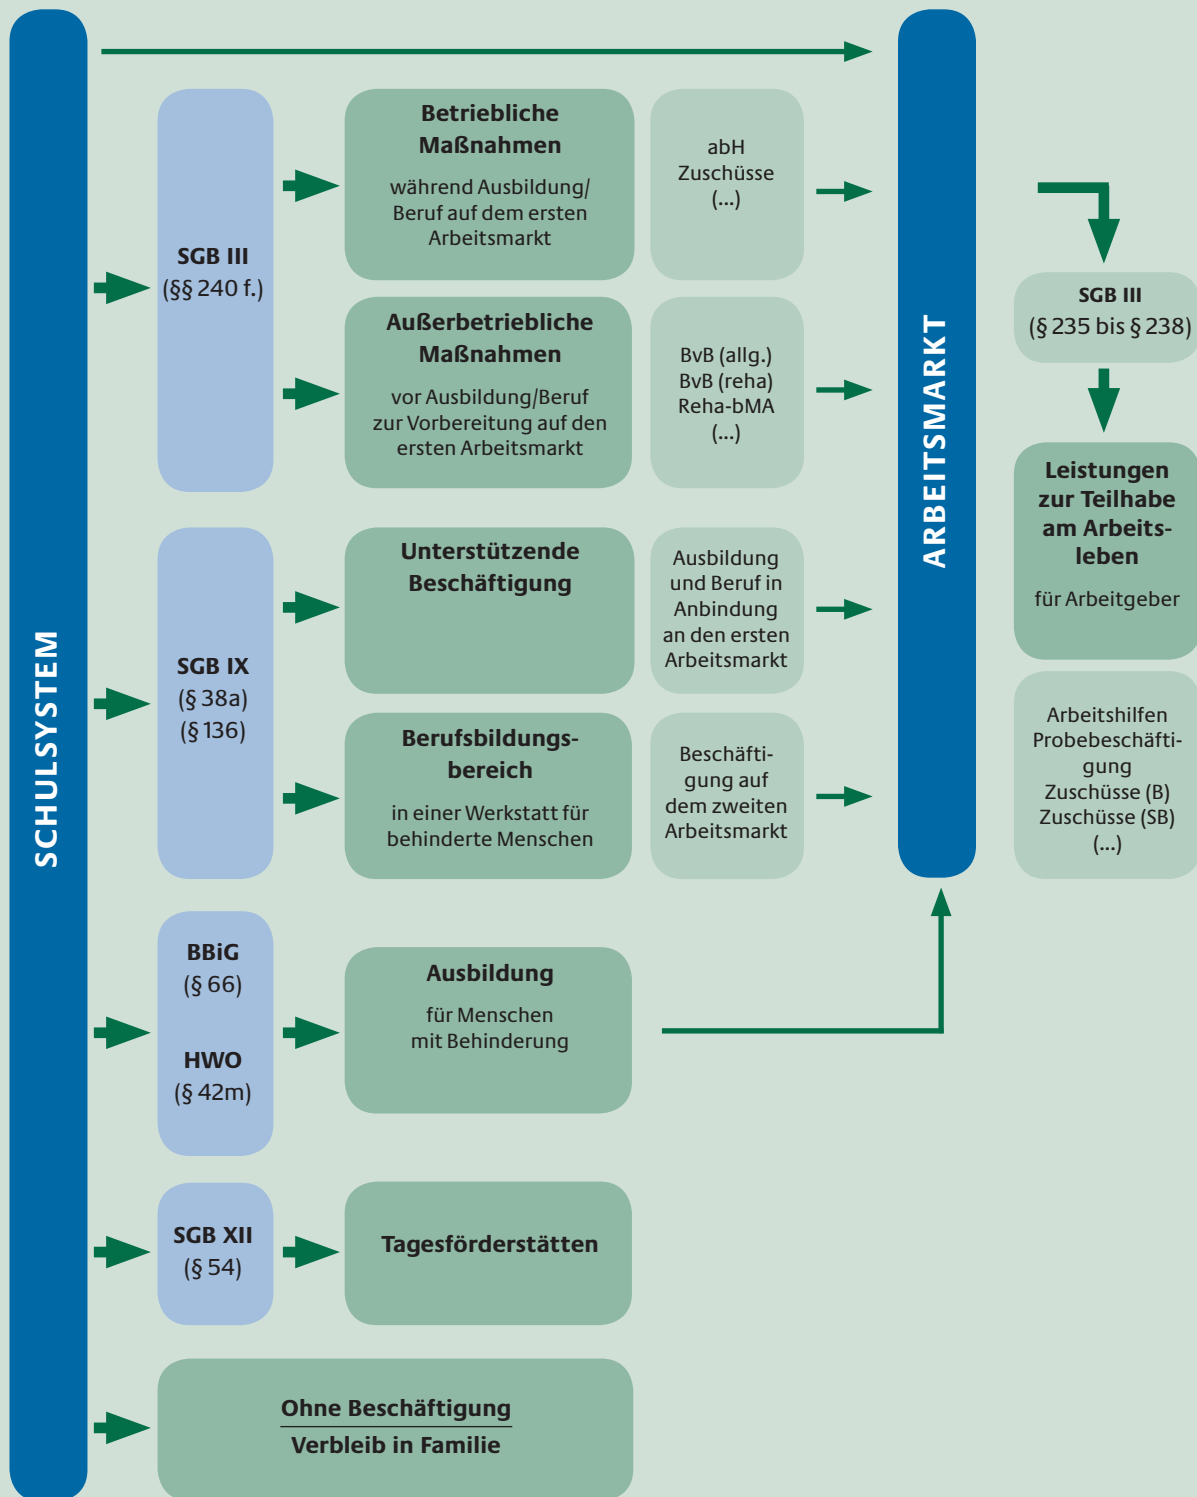 SCHULSYSTEM
SGB III
(§§ 240 f.)
Betriebliche
Maßnahmen
während Ausbildung/
Beruf auf dem ersten
Arbeitsmarkt
abH
Zuschüsse
(...)
Außerbetriebliche
Maßnahmen
vor Ausbildung/Beruf
zur Vorbereitung auf den
ersten Arbeitsmarkt
BvB (allg.)
BvB (reha)
Reha-bMA
(...)
SGB IX
(§ 38a)
(§ 136)
Unterstützende
Beschäftigung
Ausbildung
und Beruf in
Anbindung
an den ersten
Arbeitsmarkt
Berufsbildungs-
bereich
in einer Werkstatt für
behinderte Menschen
Beschäfti-
gung auf
dem zweiten
Arbeitsmarkt
BBiG
(§ 66)
HWO
(§ 42m)
Ausbildung
für Menschen
mit Behinderung
SGB XII
(§ 54)
Tagesförderstätten
Ohne Beschäftigung
Verbleib in Familie
ARBEITSMARKT
SGB III
(§ 235 bis § 238)
Leistungen
zur Teilhabe
am Arbeits-
leben
für Arbeitgeber
Arbeitshilfen
Probebeschäfti-
gung
Zuschüsse (B)
Zuschüsse (SB)
(...)